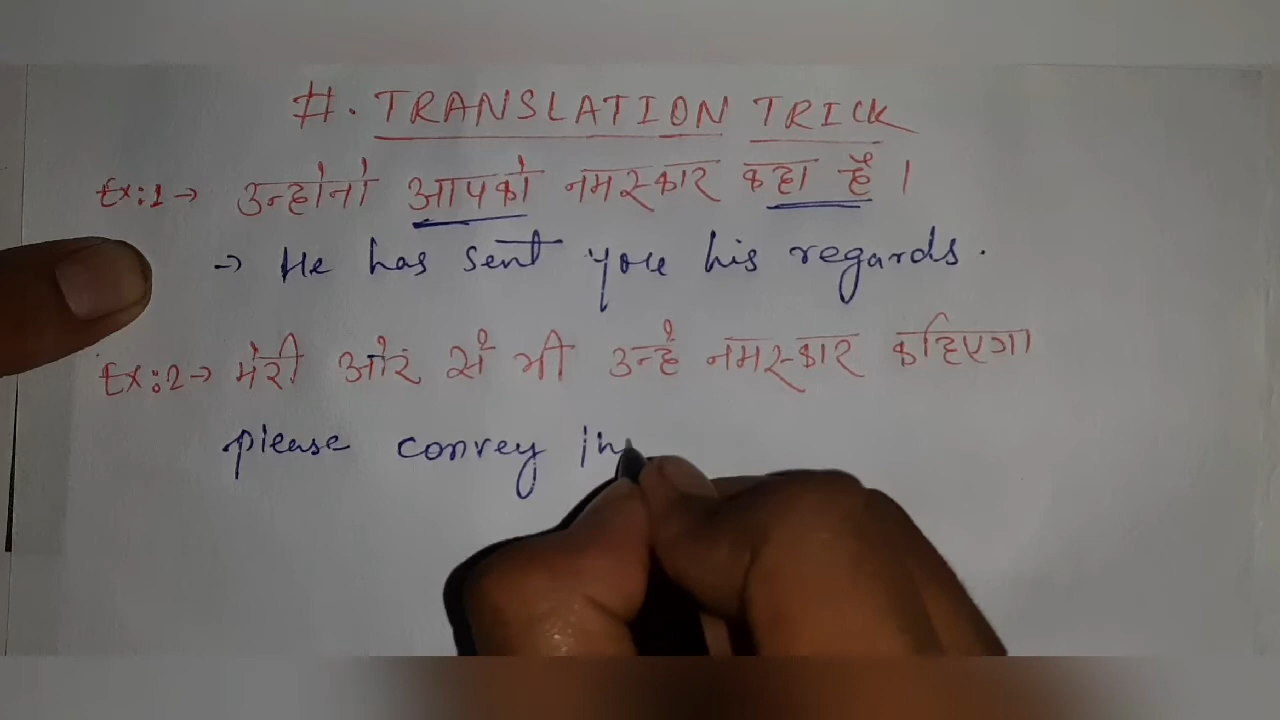 #. TRANSLATION TRICK
Ex:1→ उन्होनो आपको नमस्कार कहा है ।
→ He has sent you his regards.
Ex:2→ मेरी ओर से भी उन्हें नमस्कार कहिएगा
please convey